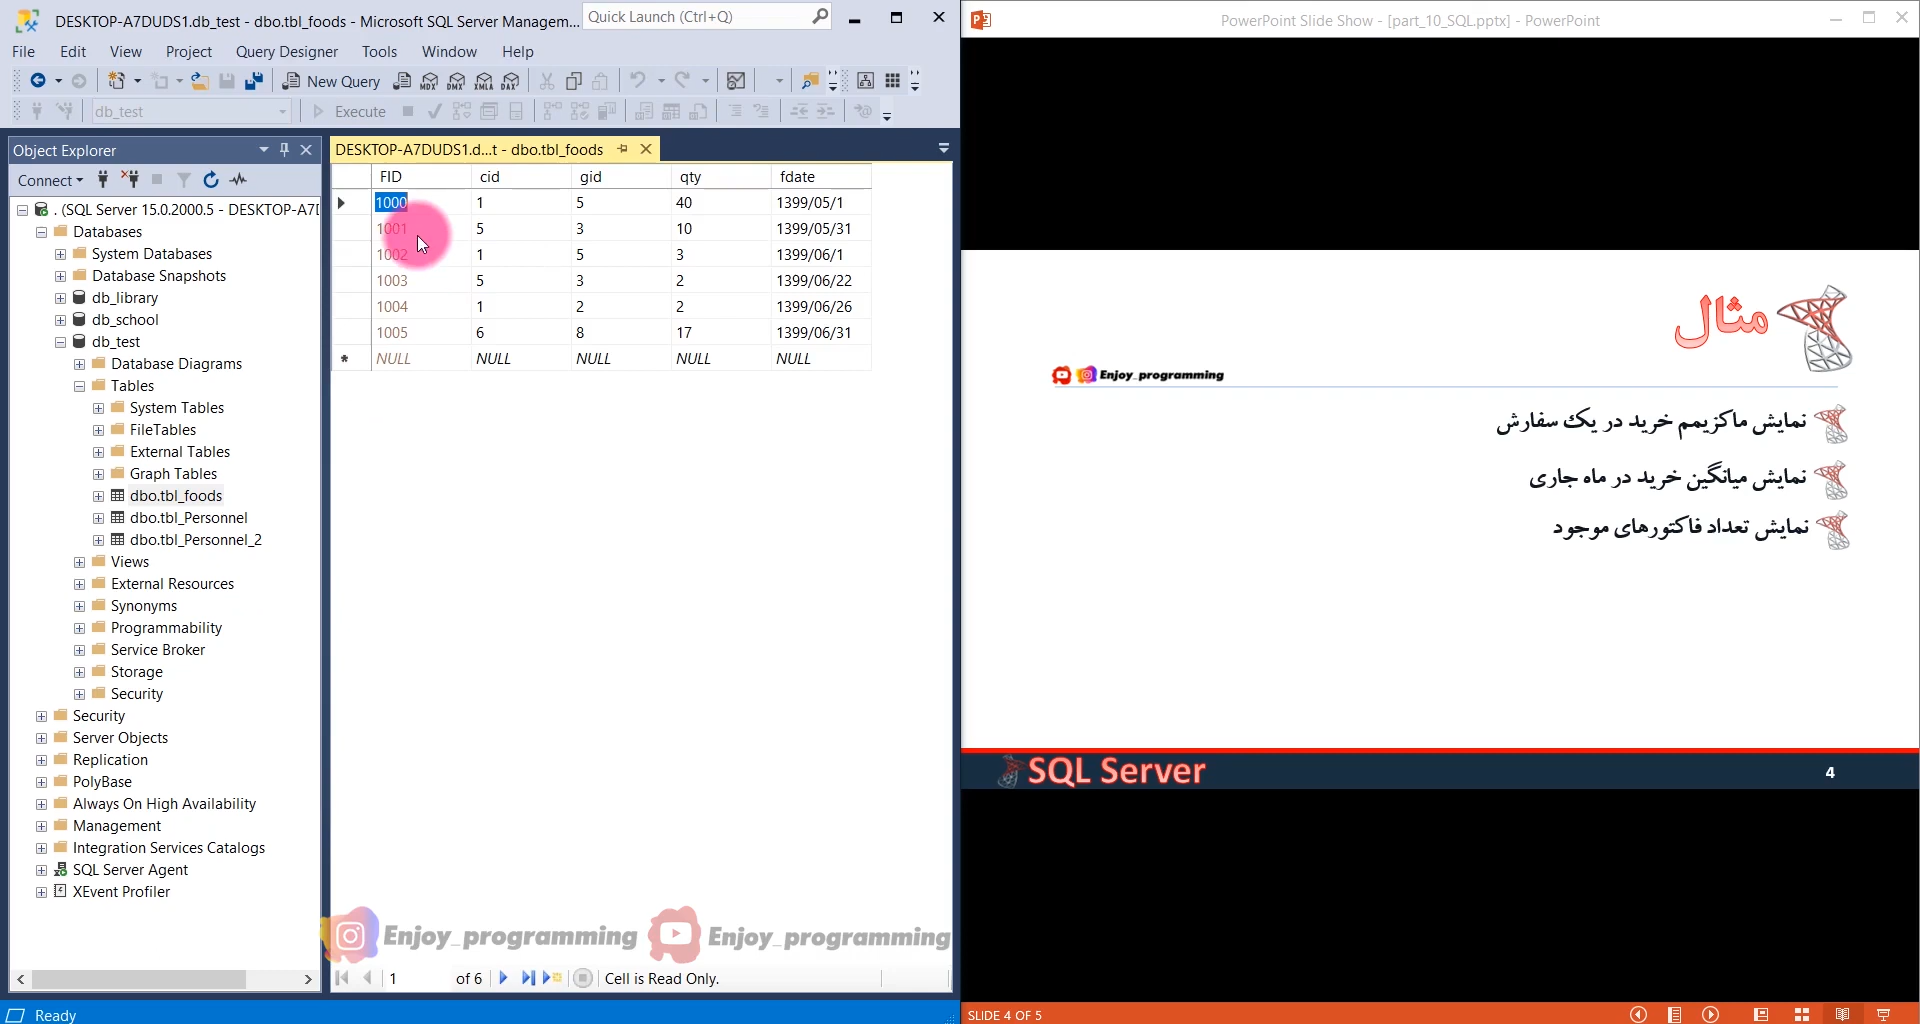 DESKTOP-A7DUDS1.db_test - dbo.tbl_foods - Microsoft SQL Server Managem...
Quick Launch (Ctrl+Q)
File Edit View Project Query Designer Tools Window Help
New Query MDX DMX XMLA DAX
db_test Execute
Object Explorer
Connect
. (SQL Server 15.0.2000.5 - DESKTOP-A7D
Databases
System Databases
Database Snapshots
db_library
db_school
db_test
Database Diagrams
Tables
System Tables
FileTables
External Tables
Graph Tables
dbo.tbl_foods
dbo.tbl_Personnel
dbo.tbl_Personnel_2
Views
External Resources
Synonyms
Programmability
Service Broker
Storage
Security
Security
Server Objects
Replication
PolyBase
Always On High Availability
Management
Integration Services Catalogs
SQL Server Agent
XEvent Profiler
DESKTOP-A7DUDS1.d...t - dbo.tbl_foods
FID cid gid qty fdate
1000 1 5 40 1399/05/1
1001 5 3 10 1399/05/31
1002 1 5 3 1399/06/1
1003 5 3 2 1399/06/22
1004 1 2 2 1399/06/26
1005 6 8 17 1399/06/31
* NULL NULL NULL NULL NULL
Enjoy_programming Enjoy_programming
1 of 6 Cell is Read Only.
Ready
PowerPoint Slide Show - [part_10_SQL.pptx] - PowerPoint
مثال
Enjoy_programming
نمایش ماکزیمم خرید در یک سفارش
نمایش میانگین خرید در ماه جاری
نمایش تعداد فاکتورهای موجود
SQL Server
4
SLIDE 4 OF 5